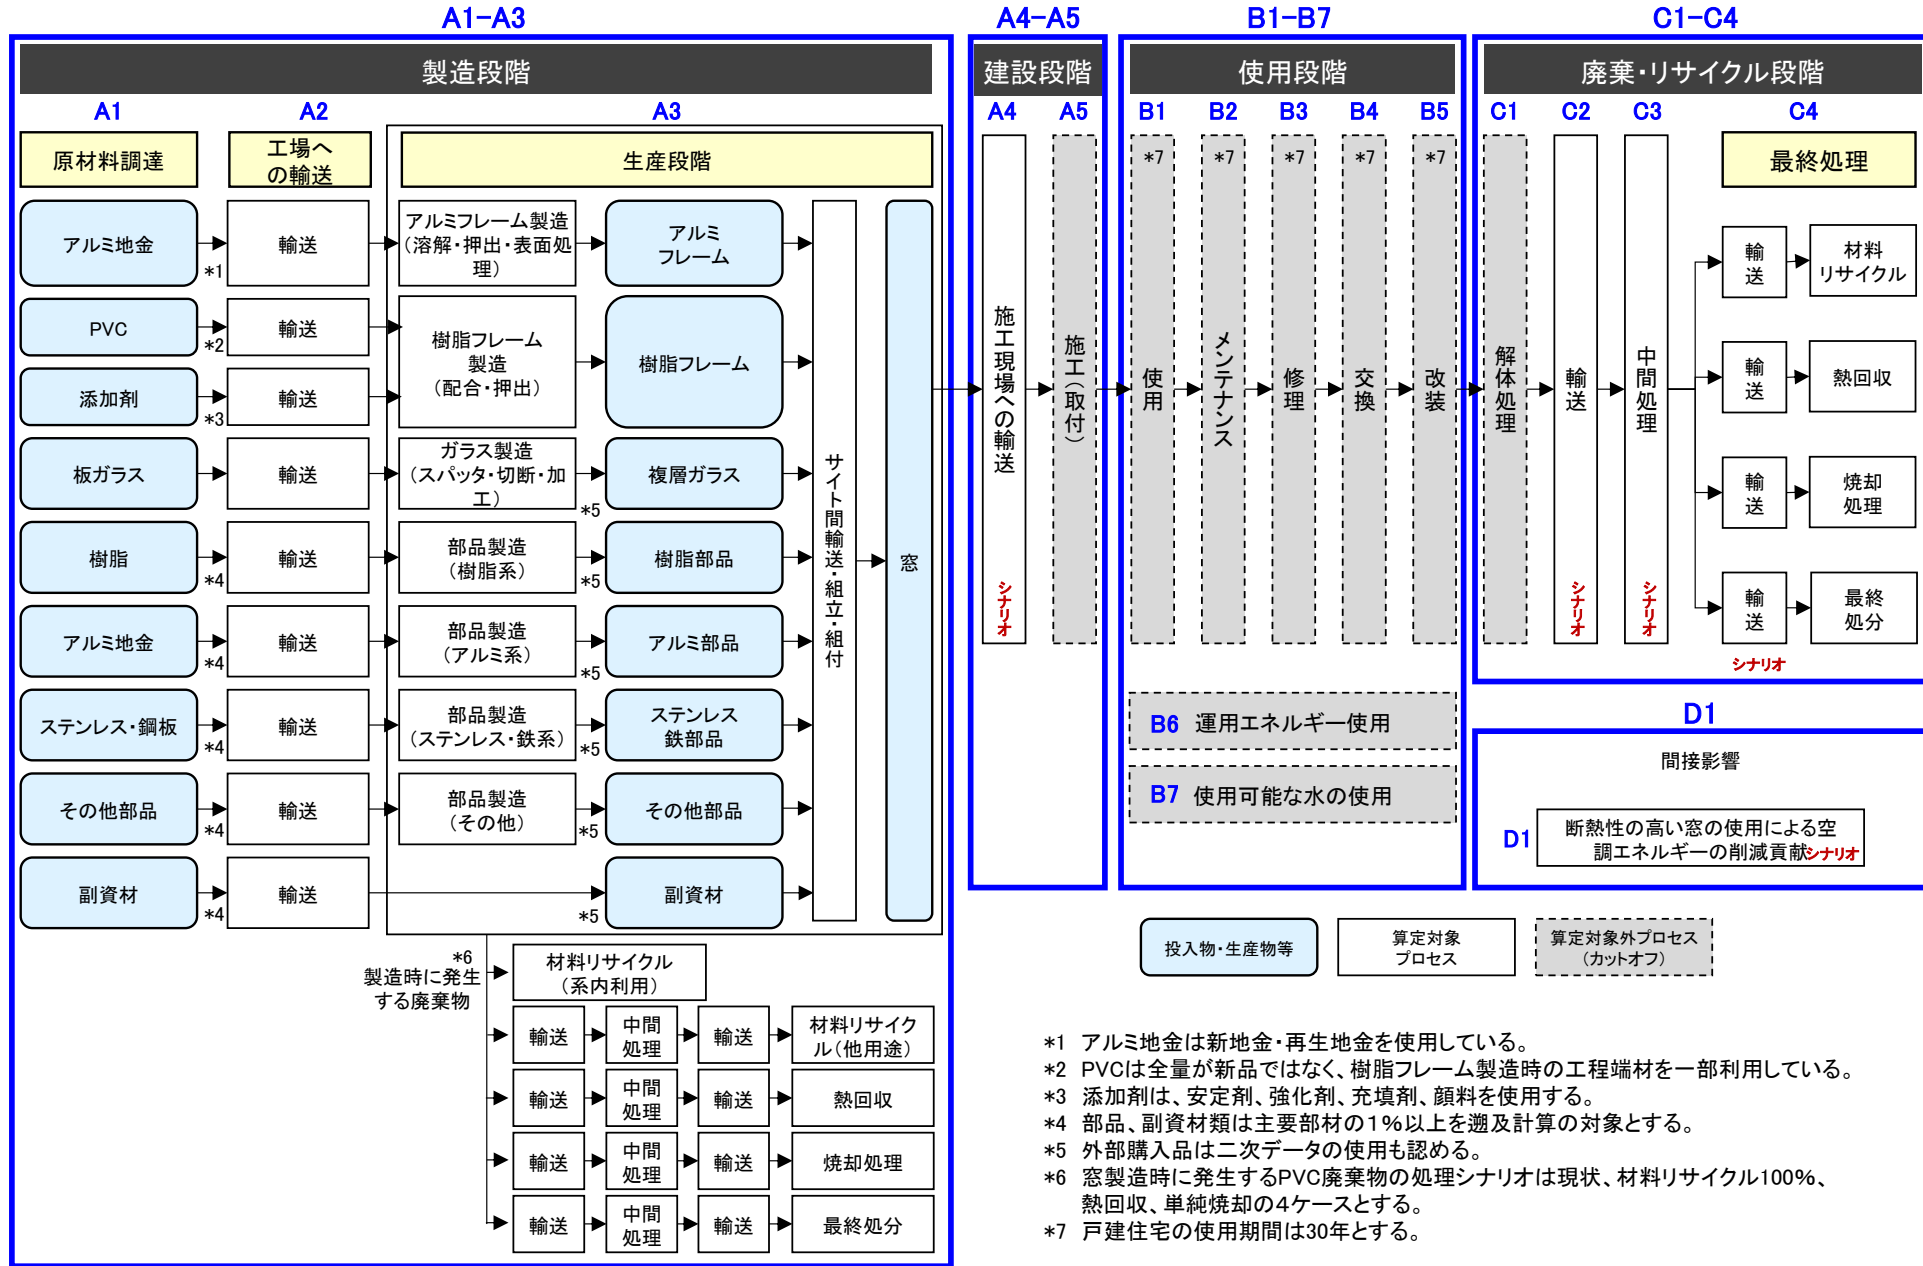 A1-A3
製造段階
A1
A2
A3
原材料調達
工場へ
の輸送
生産段階
アルミ地金
*1
輸送
アルミフレーム製造
(溶解・押出・表面処
理)
アルミ
フレーム
PVC
*2
輸送
樹脂フレーム
製造
(配合・押出)
樹脂フレーム
添加剤
*3
輸送
板ガラス
輸送
ガラス製造
(スパッタ・切断・加
工)
*5
複層ガラス
樹脂
*4
輸送
部品製造
(樹脂系)
*5
樹脂部品
アルミ地金
*4
輸送
部品製造
(アルミ系)
*5
アルミ部品
ステンレス・鋼板
*4
輸送
部品製造
(ステンレス・鉄系)
*5
ステンレス
鉄部品
その他部品
*4
輸送
部品製造
(その他)
*5
その他部品
副資材
*4
輸送
*5
副資材
サイト間輸送・組立・組付
窓
*6
製造時に発生
する廃棄物
材料リサイクル
(系内利用)
輸送
中間
処理
輸送
材料リサイク
ル(他用途)
輸送
中間
処理
輸送
熱回収
輸送
中間
処理
輸送
焼却処理
輸送
中間
処理
輸送
最終処分
A4-A5
建設段階
A4
A5
施工現場への輸送
シナリオ
施工(取付)
B1-B7
使用段階
B1
B2
B3
B4
B5
*7
*7
*7
*7
*7
使用
メンテナンス
修理
交換
改装
B6 運用エネルギー使用
B7 使用可能な水の使用
C1-C4
廃棄・リサイクル段階
C1
C2
C3
C4
解体処理
輸送
シナリオ
中間処理
シナリオ
最終処理
輸送
材料
リサイクル
輸送
熱回収
輸送
焼却
処理
輸送
最終
処分
シナリオ
D1
間接影響
D1
断熱性の高い窓の使用による空
調エネルギーの削減貢献シナリオ
投入物・生産物等
算定対象
プロセス
算定対象外プロセス
(カットオフ)
*1 アルミ地金は新地金・再生地金を使用している。
*2 PVCは全量が新品ではなく、樹脂フレーム製造時の工程端材を一部利用している。
*3 添加剤は、安定剤、強化剤、充填剤、顔料を使用する。
*4 部品、副資材類は主要部材の1%以上を遡及計算の対象とする。
*5 外部購入品は二次データの使用も認める。
*6 窓製造時に発生するPVC廃棄物の処理シナリオは現状、材料リサイクル100%、
熱回収、単純焼却の4ケースとする。
*7 戸建住宅の使用期間は30年とする。